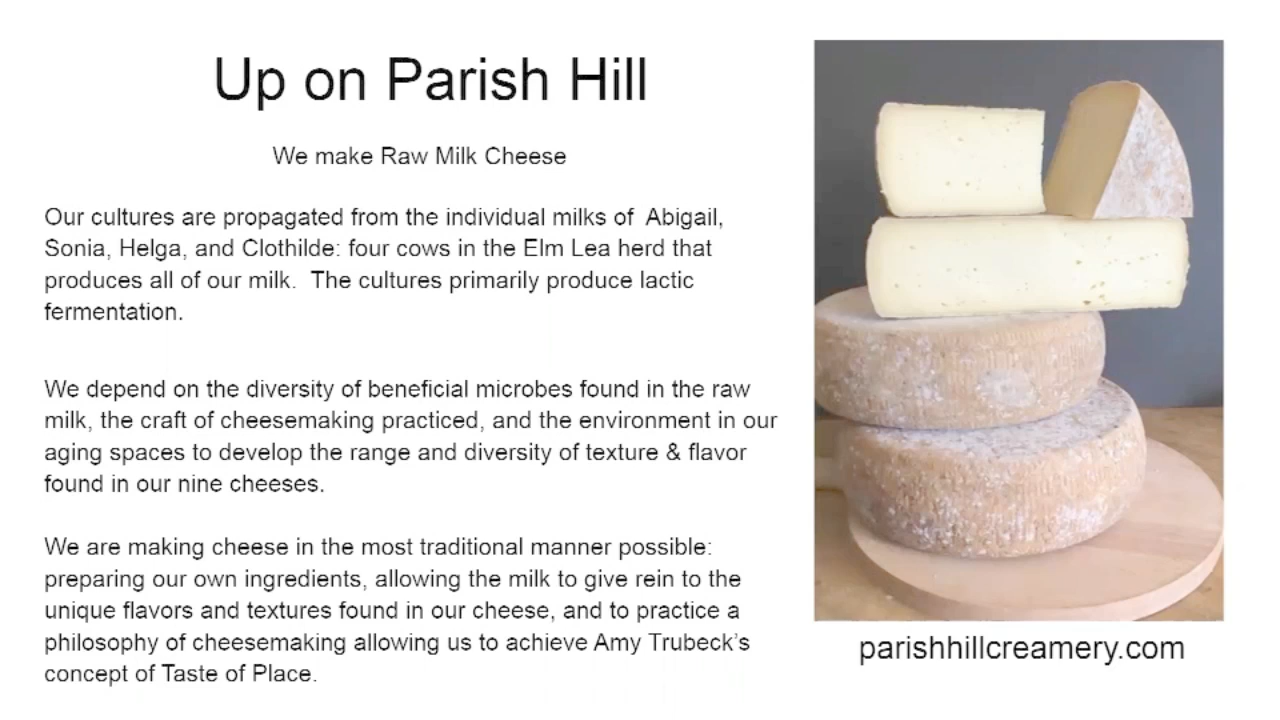 Up on Parish Hill
We make Raw Milk Cheese
Our cultures are propagated from the individual milks of  Abigail,
Sonia, Helga, and Clothilde: four cows in the Elm Lea herd that
produces all of our milk.  The cultures primarily produce lactic
fermentation.
We depend on the diversity of beneficial microbes found in the raw
milk, the craft of cheesemaking practiced, and the environment in our
aging spaces to develop the range and diversity of texture & flavor
found in our nine cheeses.
We are making cheese in the most traditional manner possible:
preparing our own ingredients, allowing the milk to give rein to the
unique flavors and textures found in our cheese, and to practice a
philosophy of cheesemaking allowing us to achieve Amy Trubeck’s
concept of Taste of Place.
parishhillcreamery.com